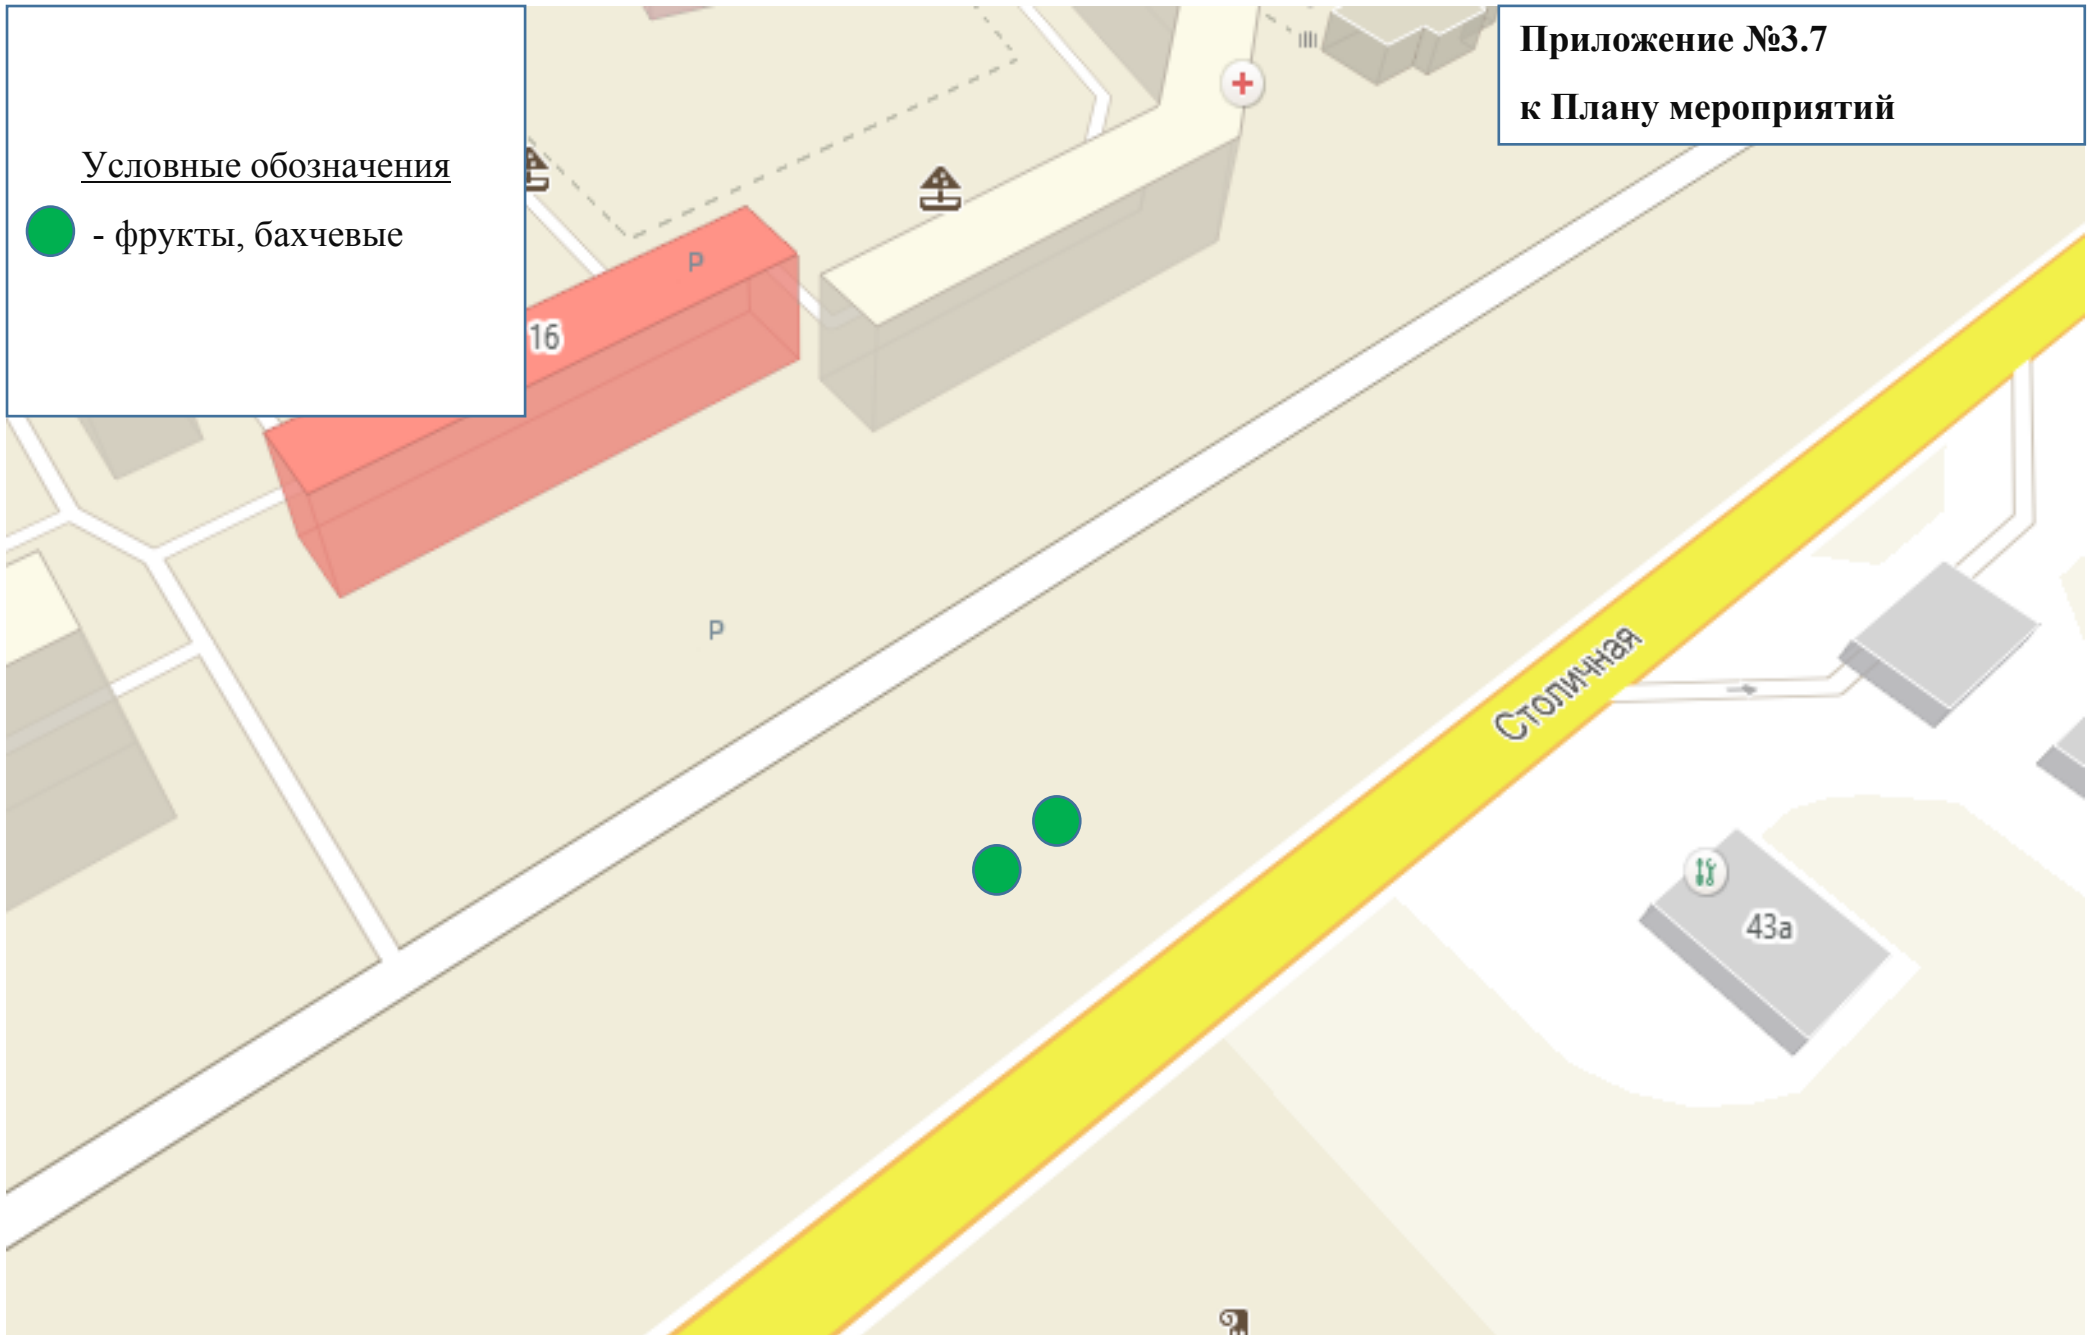 Приложение №3.7
к Плану мероприятий
Условные обозначения
- фрукты, бахчевые
P
16
P
Столичная
43а